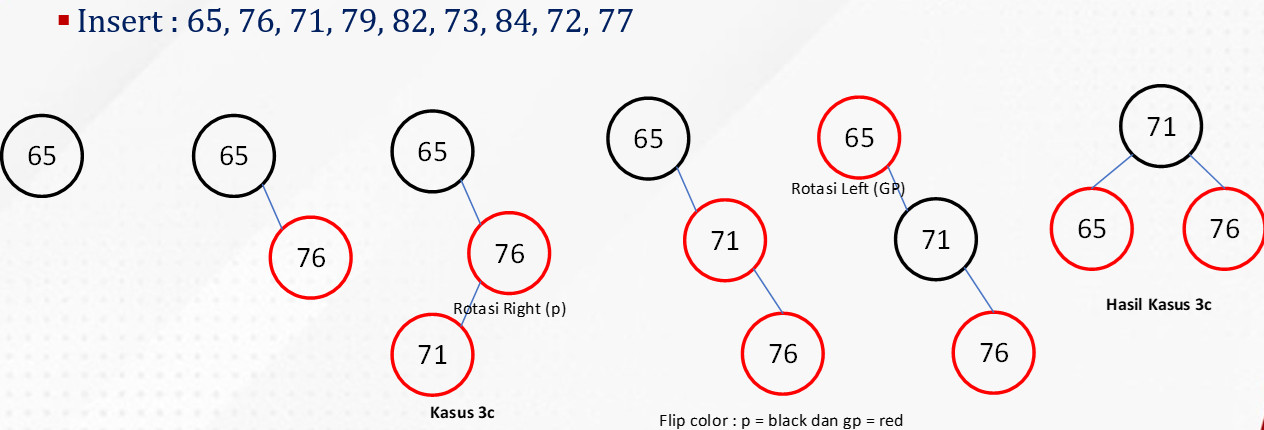 ▪ Insert : 65, 76, 71, 79, 82, 73, 84, 72, 77
65
65
76
65
76
Rotasi Right (p)
71
Kasus 3c
65
71
76
Flip color : p = black dan gp = red
65
Rotasi Left (GP)
71
76
71
65
76
Hasil Kasus 3c